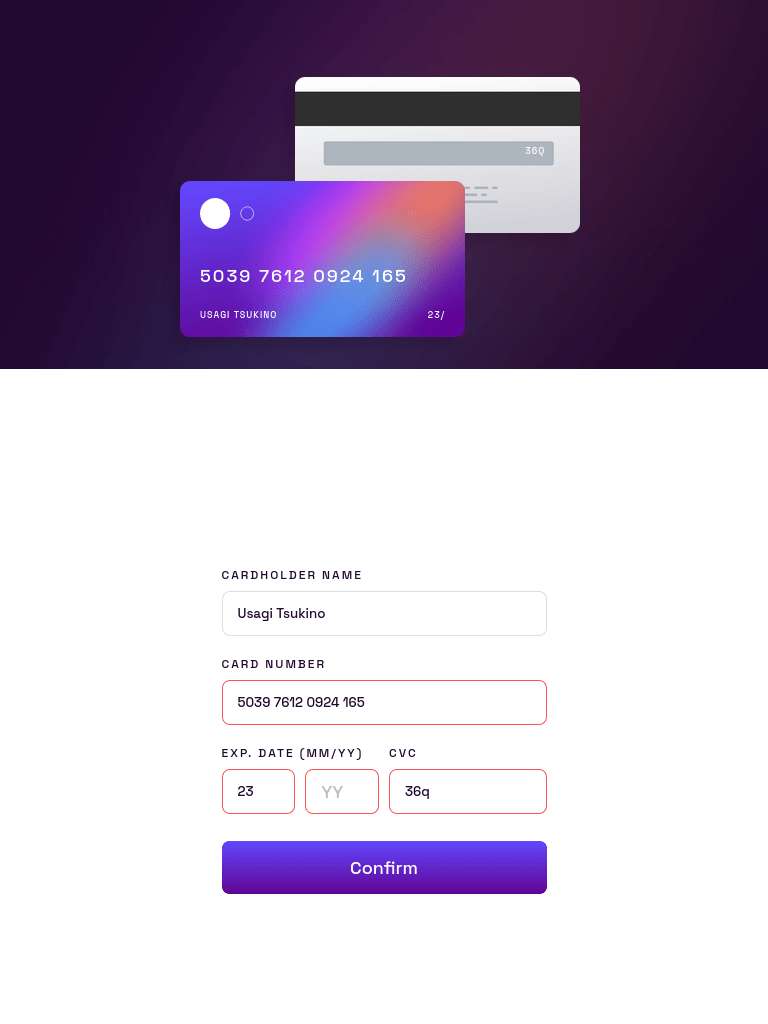 36Q
5039 7612 0924 165
USAGI TSUKINO 23/
CARDHOLDER NAME
Usagi Tsukino
CARD NUMBER
5039 7612 0924 165
EXP. DATE (MM/YY) CVC
23 YY 36q
Confirm